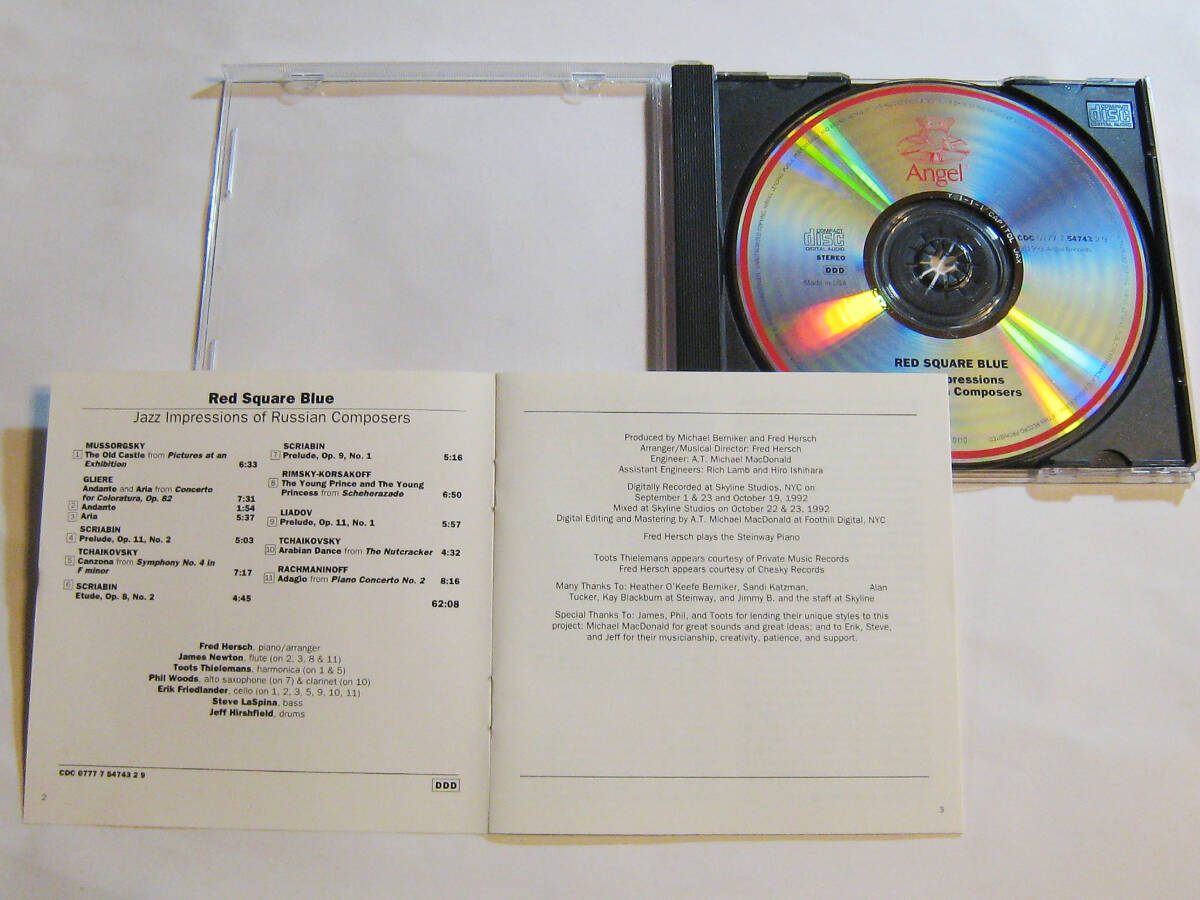 Red Square Blue
Jazz Impressions of Russian Composers
MUSSORGSKY
1 The Old Castle from Pictures at an
Exhibition 6:33
GLIERE
Andante and Aria from Concerto
for Coloratura, Op. 82 7:31
2 Andante 1:54
3 Aria 5:37
SCRIABIN
4 Prelude, Op. 11, No. 2 5:03
TCHAIKOVSKY
5 Canzona from Symphony No. 4 in
F minor 7:17
6 SCRIABIN
Etude, Op. 8, No. 2 4:45
SCRIABIN
7 Prelude, Op. 9, No. 1 5:16
RIMSKY-KORSAKOFF
8 The Young Prince and The Young
Princess from Scheherazade 6:50
LIADOV
9 Prelude, Op. 11, No. 1 5:57
TCHAIKOVSKY
10 Arabian Dance from The Nutcracker 4:32
RACHMANINOFF
11 Adagio from Piano Concerto No. 2 8:16
62:08
Fred Hersch, piano/arranger
James Newton, flute (on 2, 3, 8 & 11)
Toots Thielemans, harmonica (on 1 & 5)
Phil Woods, alto saxophone (on 7) & clarinet (on 10)
Erik Friedlander, cello (on 1, 2, 3, 5, 9, 10, 11)
Steve LaSpina, bass
Jeff Hirshfield, drums
CDC 0777 7 54743 2 9
DDD
2
Produced by Michael Berniker and Fred Hersch
Arranger/Musical Director: Fred Hersch
Engineer: A.T. Michael MacDonald
Assistant Engineers: Rich Lamb and Hiro Ishihara
Digitally Recorded at Skyline Studios, NYC on
September 1 & 23 and October 19, 1992
Mixed at Skyline Studios on October 22 & 23, 1992
Digital Editing and Mastering by A.T. Michael MacDonald at Foothill Digital, NYC
Fred Hersch plays the Steinway Piano
Toots Thielemans appears courtesy of Private Music Records
Fred Hersch appears courtesy of Chesky Records
Many Thanks To: Heather O'Keefe Berniker, Sandi Katzman, Alan
Tucker, Kay Blackburn at Steinway, and Jimmy B. and the staff at Skyline
Special Thanks To: James, Phil, and Toots for lending their unique styles to this
project: Michael MacDonald for great sounds and great ideas; and to Erik, Steve,
and Jeff for their musicianship, creativity, patience, and support.
3
Angel
COMPACT
disc
DIGITAL AUDIO
STEREO
DDD
Made in USA
1-1-1 CAPITOL JAX
CDC 0777 7 54743 2 9
Angel Records
RED SQUARE BLUE
pressions
Composers
COMPACT
disc
DIGITAL AUDIO